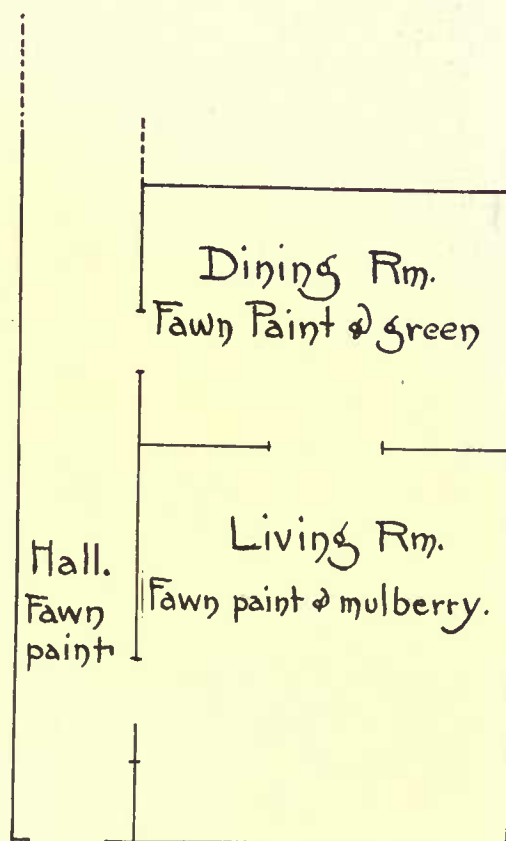 Dining Rm.
Fawn Paint & green
Living Rm.
Fawn paint & mulberry.
Hall.
Fawn
paint